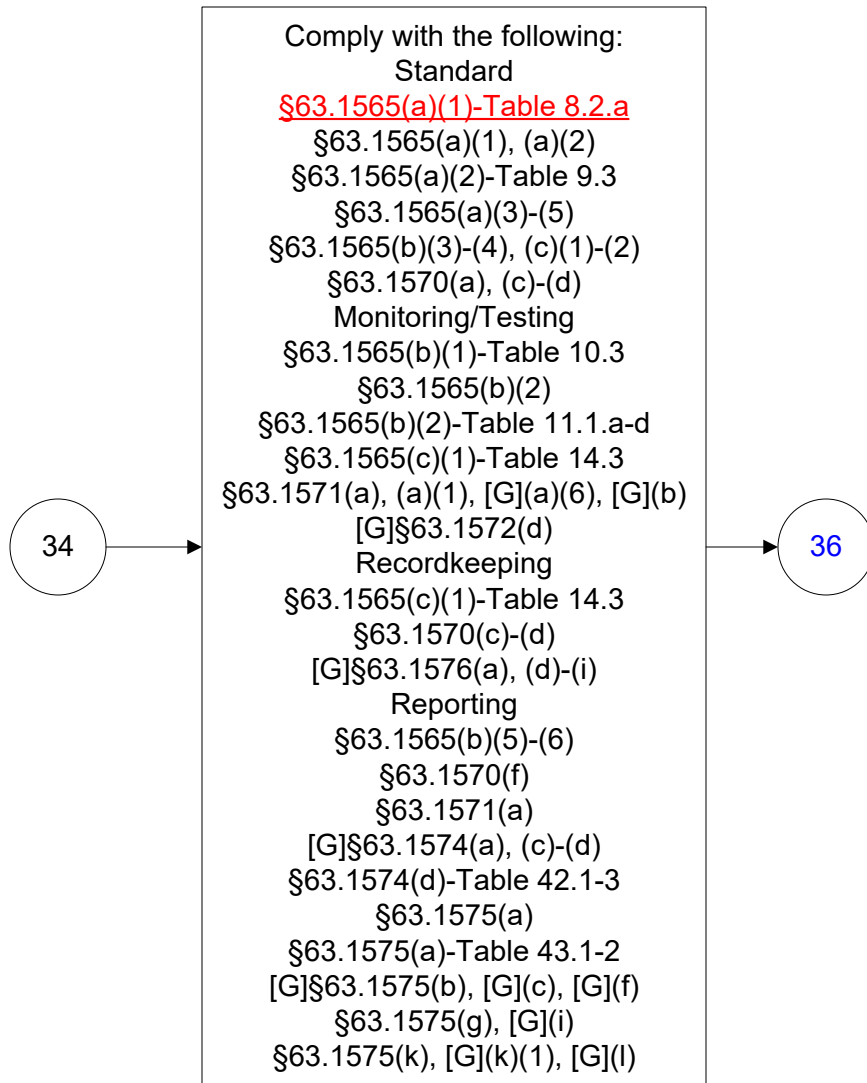 Comply with the following:
Standard
§63.1565(a)(1)-Table 8.2.a
§63.1565(a)(1), (a)(2)
§63.1565(a)(2)-Table 9.3
§63.1565(a)(3)-(5)
§63.1565(b)(3)-(4), (c)(1)-(2)
§63.1570(a), (c)-(d)
Monitoring/Testing
§63.1565(b)(1)-Table 10.3
§63.1565(b)(2)
§63.1565(b)(2)-Table 11.1.a-d
§63.1565(c)(1)-Table 14.3
§63.1571(a), (a)(1), [G](a)(6), [G](b)
[G]§63.1572(d)
Recordkeeping
§63.1565(c)(1)-Table 14.3
§63.1570(c)-(d)
[G]§63.1576(a), (d)-(i)
Reporting
§63.1565(b)(5)-(6)
§63.1570(f)
§63.1571(a)
[G]§63.1574(a), (c)-(d)
§63.1574(d)-Table 42.1-3
§63.1575(a)
§63.1575(a)-Table 43.1-2
[G]§63.1575(b), [G](c), [G](f)
§63.1575(g), [G](i)
§63.1575(k), [G](k)(1), [G](l)
34
36